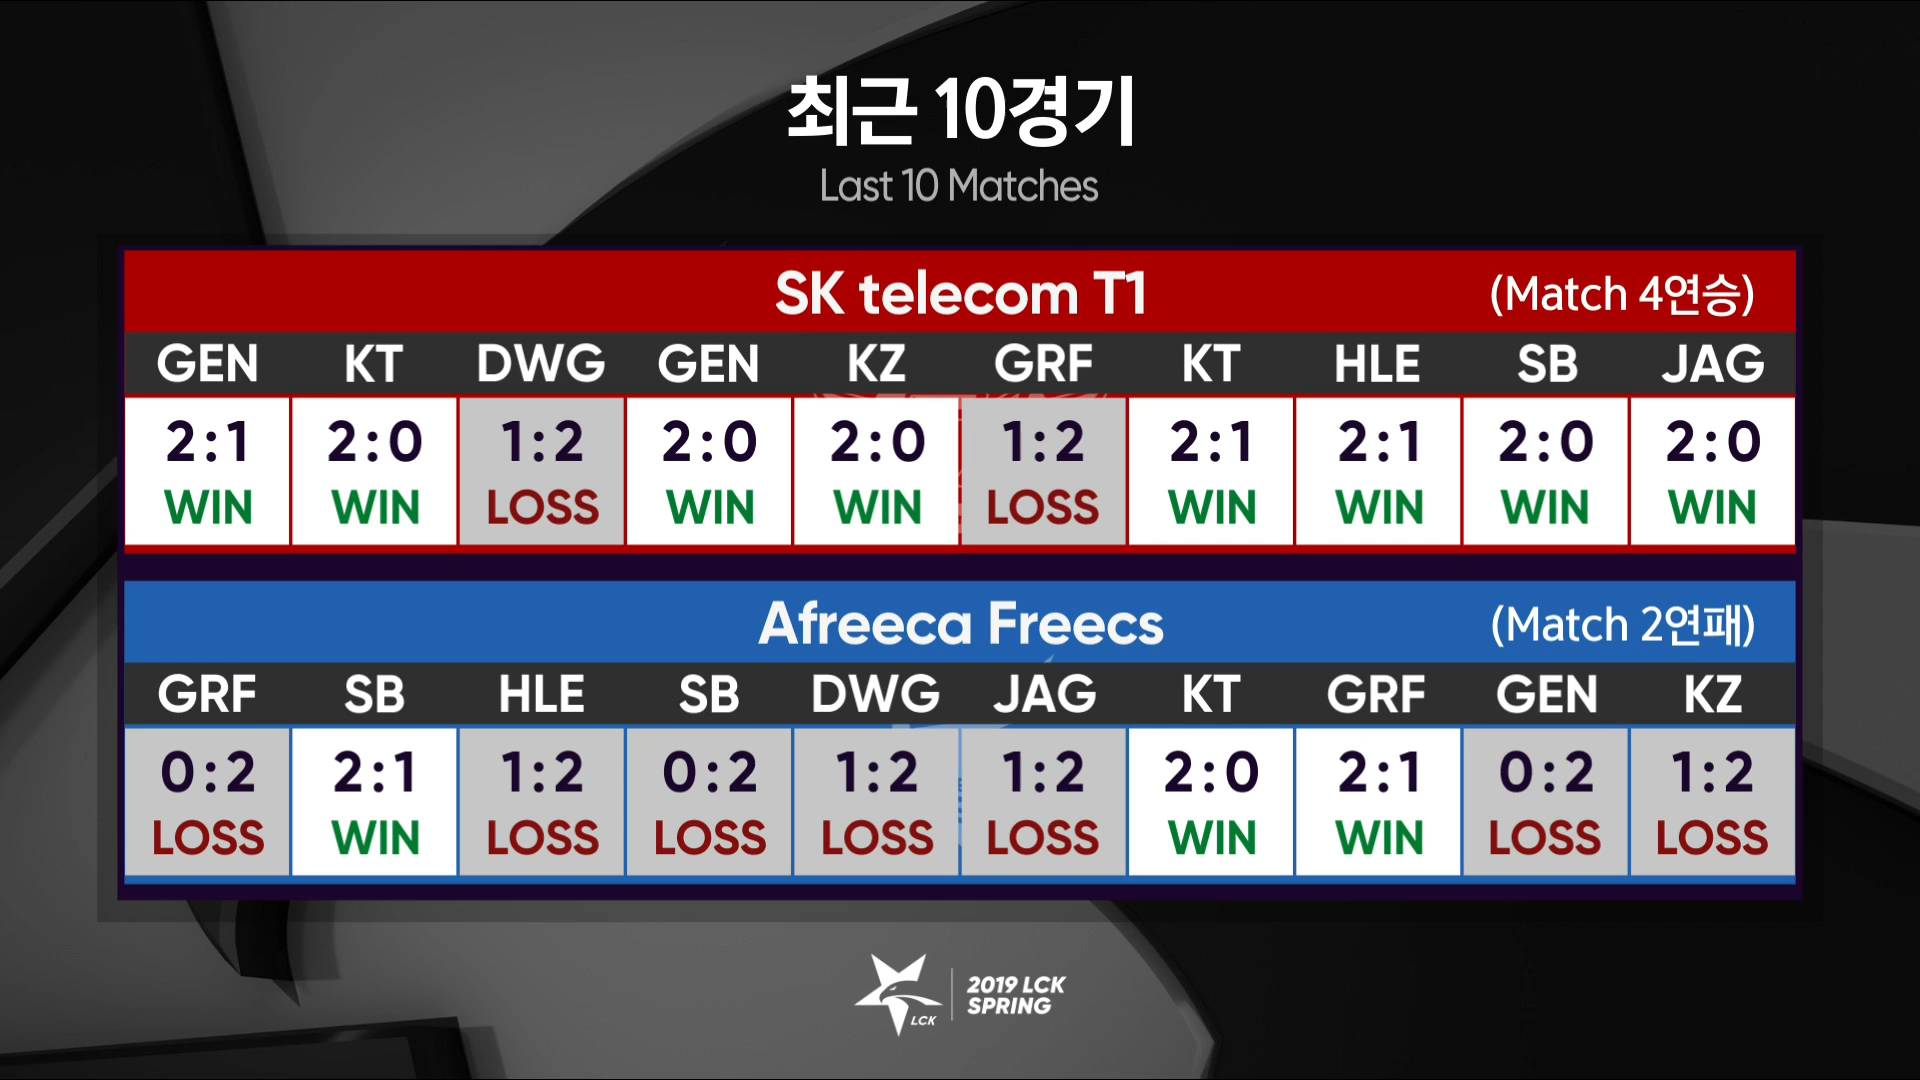 최근 10경기
Last 10 Matches
SK telecom T1 (Match 4연승)
GEN KT DWG GEN KZ GRF KT HLE SB JAG
2:1 2:0 1:2 2:0 2:0 1:2 2:1 2:1 2:0 2:0
WIN WIN LOSS WIN WIN LOSS WIN WIN WIN WIN
Afreeca Freecs (Match 2연패)
GRF SB HLE SB DWG JAG KT GRF GEN KZ
0:2 2:1 1:2 0:2 1:2 1:2 2:0 2:1 0:2 1:2
LOSS WIN LOSS LOSS LOSS LOSS WIN WIN LOSS LOSS
LCK
2019 LCK
SPRING